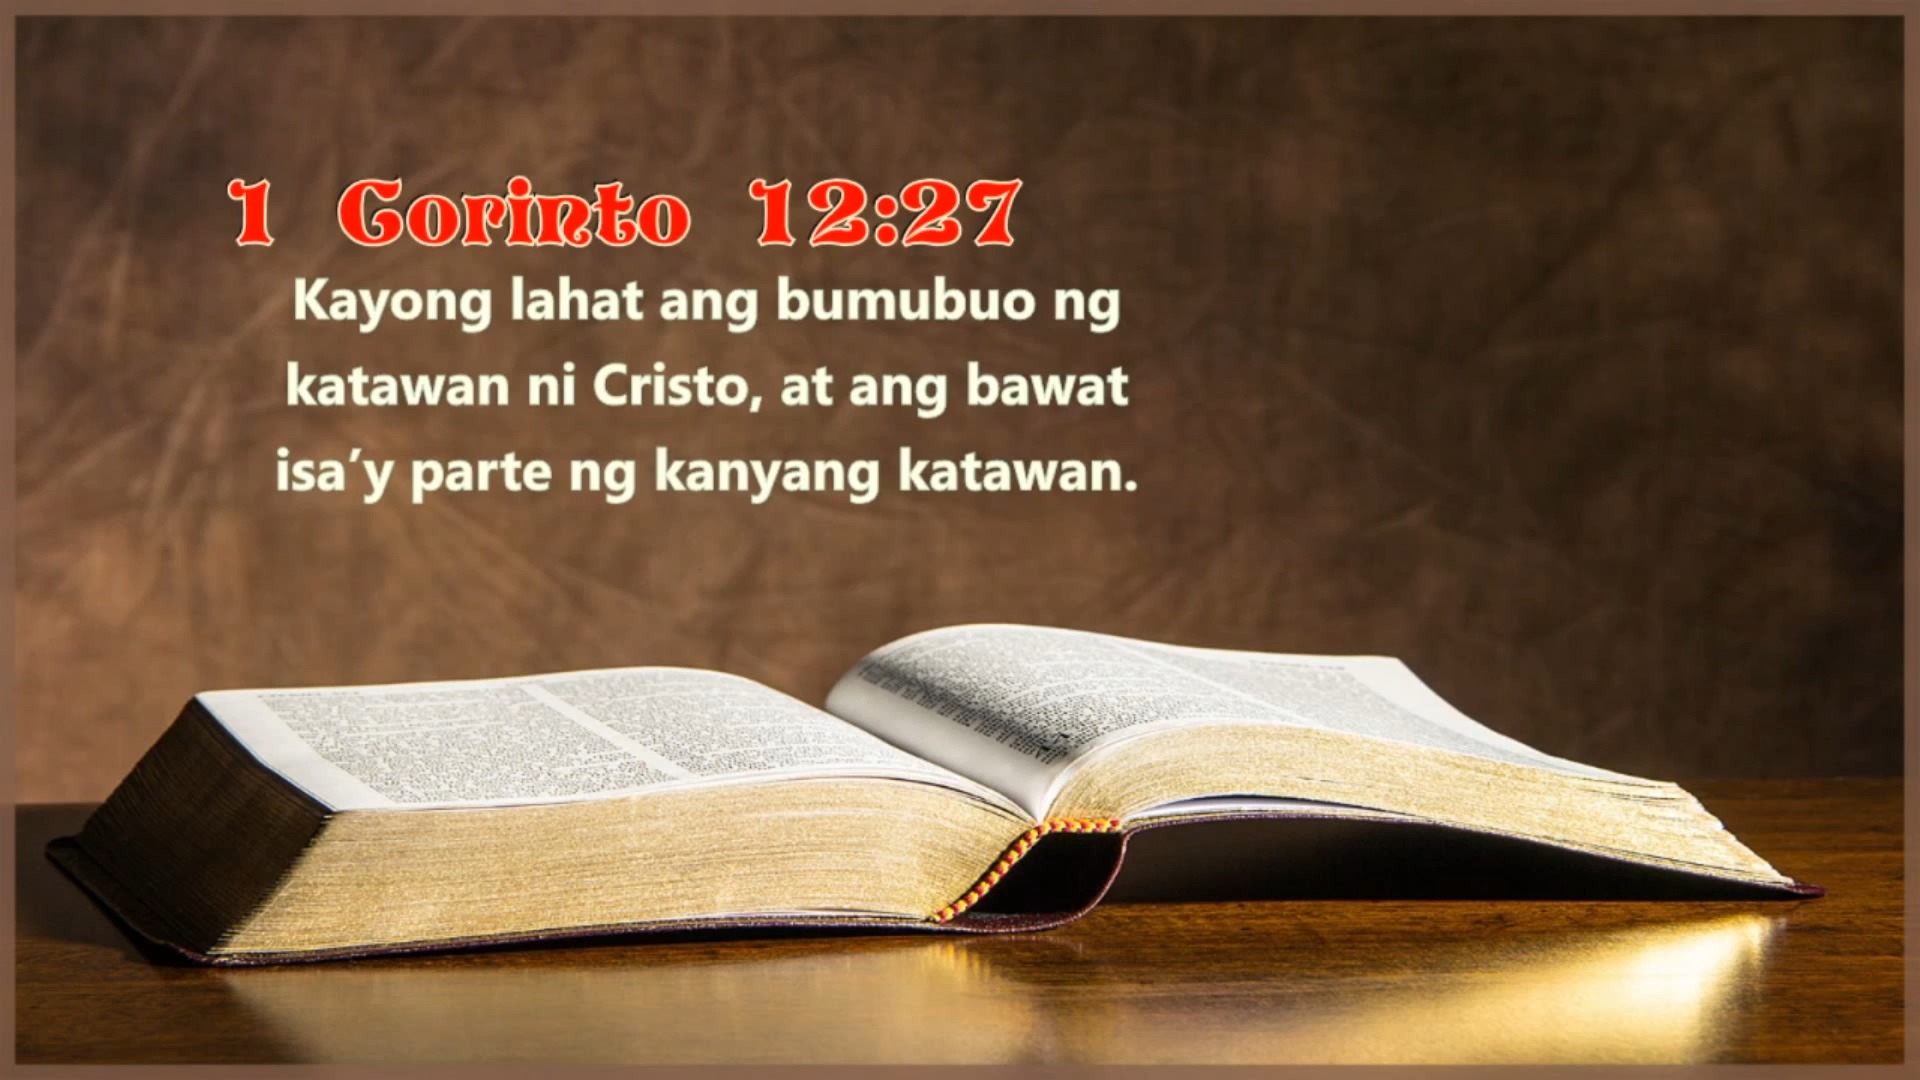 1 Corinto 12:27
Kayong lahat ang bumubuo ng
katawan ni Cristo, at ang bawat
isa’y parte ng kanyang katawan.